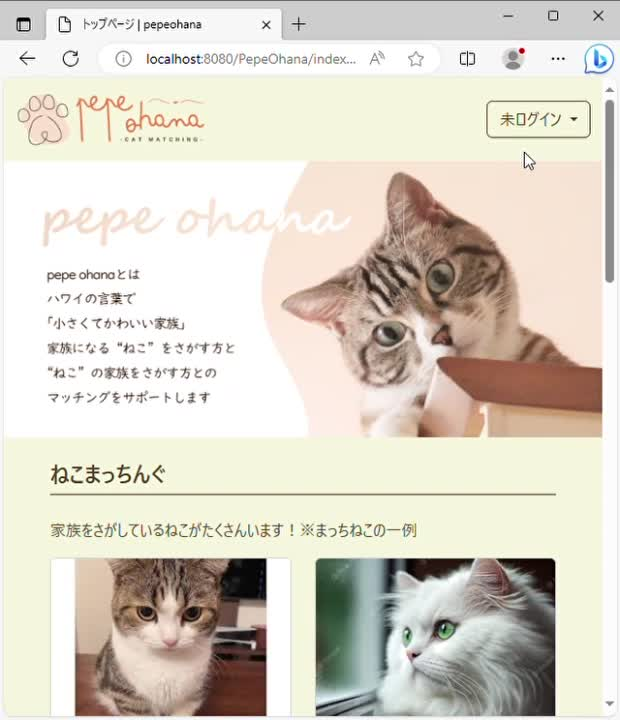 トップページ | pepeohana
localhost:8080/PepeOhana/index...
pepe ohana
-CAT MATCHING-
未ログイン
pepe ohana
pepe ohanaとは
ハワイの言葉で
「小さくてかわいい家族」
家族になる“ねこ”をさがす方と
“ねこ”の家族をさがす方との
マッチングをサポートします
ねこまっちんぐ
家族をさがしているねこがたくさんいます！※まっちねこの一例